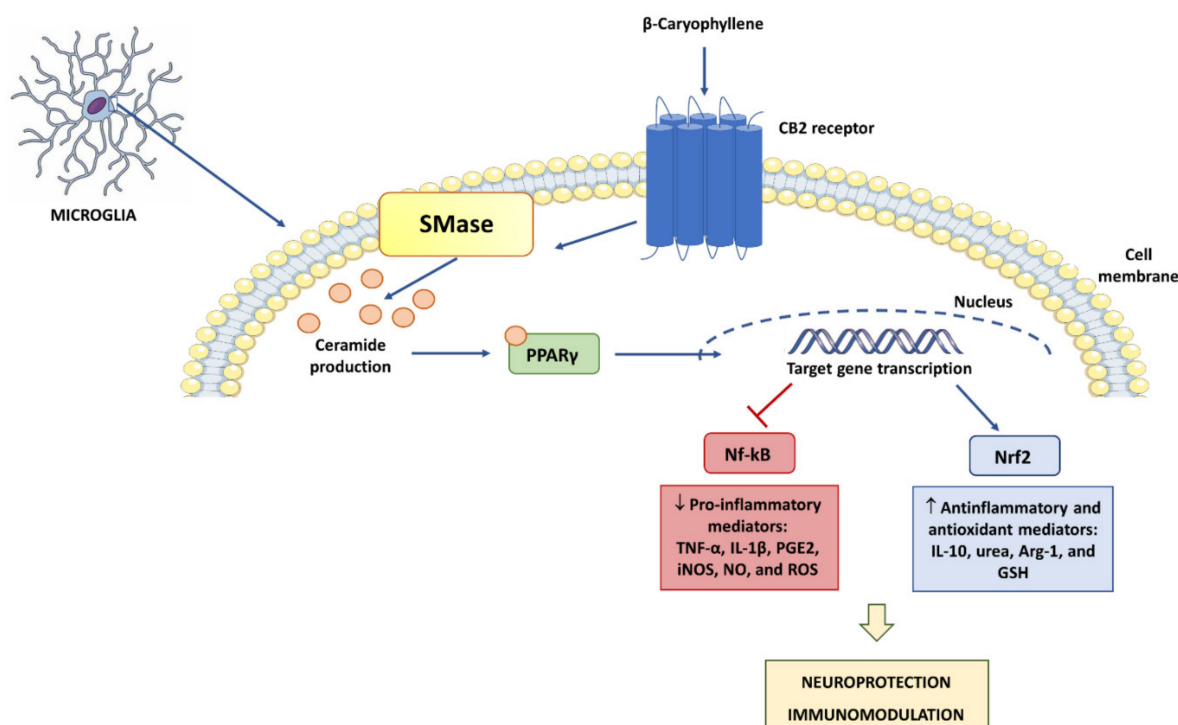 β-Caryophyllene
CB2 receptor
MICROGLIA
SMase
Cell
membrane
Nucleus
Ceramide
production
PPARγ
Target gene transcription
Nf-kB
Nrf2
↓ Pro-inflammatory
mediators:
TNF-α, IL-1β, PGE2,
iNOS, NO, and ROS
↑ Antinflammatory and
antioxidant mediators:
IL-10, urea, Arg-1, and
GSH
NEUROPROTECTION
IMMUNOMODULATION